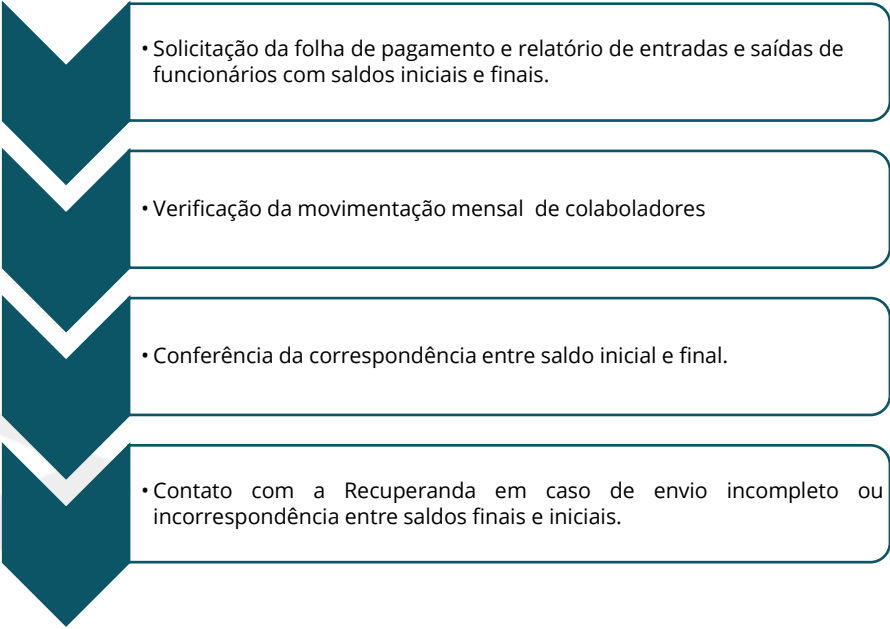 • Solicitação da folha de pagamento e relatório de entradas e saídas de
funcionários com saldos iniciais e finais.
• Verificação da movimentação mensal  de colaboladores
• Conferência da correspondência entre saldo inicial e final.
• Contato com a Recuperanda em caso de envio incompleto ou
incorrespondência entre saldos finais e iniciais.